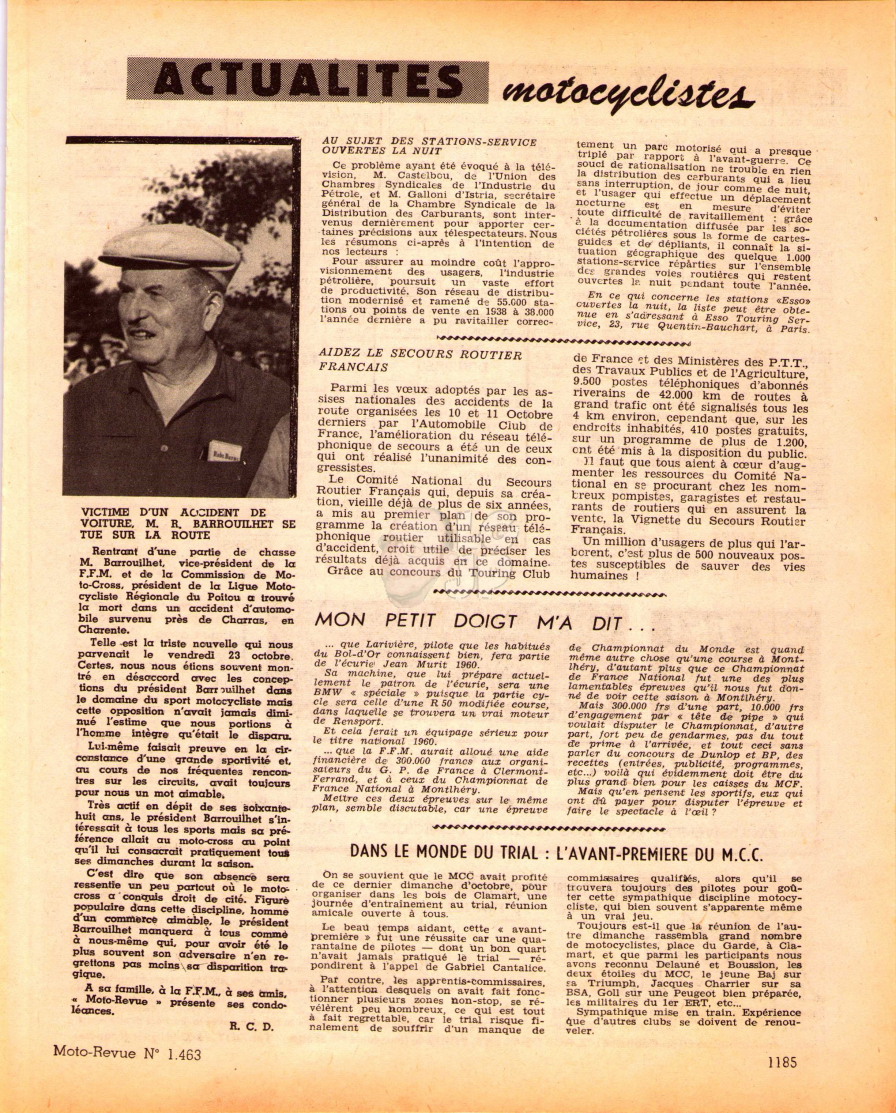 ACTUALITES motocyclistes
VICTIME D'UN ACCIDENT DE
VOITURE, M. R. BARROUILHET SE
TUE SUR LA ROUTE
Rentrant d'une partie de chasse
M. Barrouilhet, vice-président de la
F.F.M. et de la Commission de Mo-
to-Cross, président de la Ligue Moto-
cycliste Régionale du Poitou a trouvé
la mort dans un accident d'automo-
bile survenu près de Charras, en
Charente.
Telle est la triste nouvelle qui nous
parvenait le vendredi 23 octobre.
Certes, nous nous étions souvent mon-
tré en désaccord avec les concep-
tions du président Barrouilhet dans
le domaine du sport motocycliste mais
cette opposition n'avait jamais dimi-
nué l'estime que nous portions à
l'homme intègre qu'était le disparu.
Lui-même faisait preuve en la cir-
constance d'une grande sportivité et,
au cours de nos fréquentes rencon-
tres sur les circuits, avait toujours
pour nous un mot aimable.
Très actif en dépit de ses soixante-
huit ans, le président Barrouilhet s'in-
téressait à tous les sports mais sa pré-
férence allait au moto-cross au point
qu'il lui consacrait pratiquement tous
ses dimanches durant la saison.
C'est dire que son absence sera
ressentie un peu partout où le moto-
cross a conquis droit de cité. Figure
populaire dans cette discipline, homme
d'un commerce aimable, le président
Barrouilhet manquera à tous comme
à nous-même qui, pour avoir été le
plus souvent son adversaire n'en re-
grettons pas moins sa disparition tra-
gique.
A sa famille, à la F.F.M., à ses amis,
« Moto-Revue » présente ses condo-
léances.
R. C. D.
AU SUJET DES STATIONS-SERVICE
OUVERTES LA NUIT
Ce problème ayant été évoqué à la télé-
vision, M. Castelbou, de l'Union des
Chambres Syndicales de l'Industrie du
Pétrole, et M. Galloni d'Istria, secrétaire
général de la Chambre Syndicale de la
Distribution des Carburants, sont inter-
venus dernièrement pour apporter cer-
taines précisions aux télespectateurs. Nous
les résumons ci-après à l'intention de
nos lecteurs :
Pour assurer au moindre coût l'appro-
visionnement des usagers, l'industrie
pétrolière, poursuit un vaste effort
de productivité. Son réseau de distribu-
tion modernisé et ramené de 55.000 sta-
tions ou points de vente en 1938 à 38.000
l'année dernière a pu ravitailler correc-
tement un parc motorisé qui a presque
triplé par rapport à l'avant-guerre. Ce
souci de rationalisation ne trouble en rien
la distribution des carburants qui a lieu
sans interruption, de jour comme de nuit,
et l'usager qui effectue un déplacement
nocturne est en mesure d'éviter
toute difficulté de ravitaillement : grâce
à la documentation diffusée par les so-
ciétés pétrolières sous la forme de cartes-
guides et de dépliants, il connaît la si-
tuation géographique des quelque 1.000
stations-service réparties sur l'ensemble
des grandes voies routières qui restent
ouvertes la nuit pendant toute l'année.
En ce qui concerne les stations «Esso»
ouvertes la nuit, la liste peut être obte-
nue en s'adressant à Esso Touring Ser-
vice, 23, rue Quentin-Bauchart, à Paris.
AIDEZ LE SECOURS ROUTIER
FRANCAIS
Parmi les vœux adoptés par les as-
sises nationales des accidents de la
route organisées les 10 et 11 Octobre
derniers par l'Automobile Club de
France, l'amélioration du réseau télé-
phonique de secours a été un de ceux
qui ont réalisé l'unanimité des con-
gressistes.
Le Comité National du Secours
Routier Français qui, depuis sa créa-
tion, vieille déjà de plus de six années,
a mis au premier plan de son pro-
gramme la création d'un réseau télé-
phonique routier utilisable en cas
d'accident, croit utile de préciser les
résultats déjà acquis en ce domaine.
Grâce au concours du Touring Club
de France et des Ministères des P.T.T.,
des Travaux Publics et de l'Agriculture,
9.500 postes téléphoniques d'abonnés
riverains de 42.000 km de routes à
grand trafic ont été signalisés tous les
4 km environ, cependant que, sur les
endroits inhabités, 410 postes gratuits,
sur un programme de plus de 1.200,
ont été mis à la disposition du public.
Il faut que tous aient à cœur d'aug-
menter les ressources du Comité Na-
tional en se procurant chez les nom-
breux pompistes, garagistes et restau-
rants de routiers qui en assurent la
vente, la Vignette du Secours Routier
Français.
Un million d'usagers de plus qui l'ar-
borent, c'est plus de 500 nouveaux pos-
tes susceptibles de sauver des vies
humaines !
MON PETIT DOIGT M'A DIT...
... que Larivière, pilote que les habitués
du Bol-d'Or connaissent bien, fera partie
de l'écurie Jean Murit 1960.
Sa machine, que lui prépare actuel-
lement le patron de l'écurie, sera une
BMW « spéciale » puisque la partie cy-
cle sera celle d'une R 50 modifiée course,
dans laquelle se trouvera un vrai moteur
de Rensport.
Et cela ferait un équipage sérieux pour
le titre national 1960.
... que la F.F.M. aurait alloué une aide
financière de 300.000 francs aux organi-
sateurs du G. P. de France à Clermont-
Ferrand, et à ceux du Championnat de
France National à Montlhéry.
Mettre ces deux épreuves sur le même
plan, semble discutable, car une épreuve
de Championnat du Monde est quand
même autre chose qu'une course à Mont-
lhéry, d'autant plus que ce Championnat
de France National fut une des plus
lamentables épreuves qu'il nous fut don-
né de voir cette saison à Montlhéry.
Mais 300.000 frs d'une part, 10.000 frs
d'engagement par « tête de pipe » qui
voulait disputer le Championnat, d'autre
part, fort peu de gendarmes, pas du tout
de prime à l'arrivée, et tout ceci sans
parler du concours de Dunlop et BP, des
recettes (entrées, publicité, programmes,
etc...) voilà qui évidemment doit être du
plus grand bien pour les caisses du MCF.
Mais qu'en pensent les sportifs, eux qui
ont dû payer pour disputer l'épreuve et
faire le spectacle à l'œil ?
DANS LE MONDE DU TRIAL : L'AVANT-PREMIERE DU M.C.C.
On se souvient que le MCC avait profité
de ce dernier dimanche d'octobre, pour
organiser dans les bois de Clamart, une
journée d'entraînement au trial, réunion
amicale ouverte à tous.
Le beau temps aidant, cette « avant-
première » fut une réussite car une qua-
rantaine de pilotes — dont un bon quart
n'avait jamais pratiqué le trial — ré-
pondirent à l'appel de Gabriel Cantalice.
Par contre, les apprentis-commissaires,
à l'attention desquels on avait fait fonc-
tionner plusieurs zones non-stop, se ré-
vélèrent peu nombreux, ce qui est tout
à fait regrettable, car le trial risque fi-
nalement de souffrir d'un manque de
commissaires qualifiés, alors qu'il se
trouvera toujours des pilotes pour goû-
ter cette sympathique discipline motocy-
cliste, qui bien souvent s'apparente même
à un vrai jeu.
Toujours est-il que la réunion de l'au-
tre dimanche rassembla grand nombre
de motocyclistes, place du Garde, à Cla-
mart, et que parmi les participants nous
avons reconnu Delauné et Boussion, les
deux étoiles du MCC, le jeune Baj sur
sa Triumph, Jacques Charrier sur sa
BSA, Goll sur une Peugeot bien préparée,
les militaires du 1er ERT, etc...
Sympathique mise en train. Expérience
que d'autres clubs se doivent de renou-
veler.
Moto-Revue N° 1.463
1185